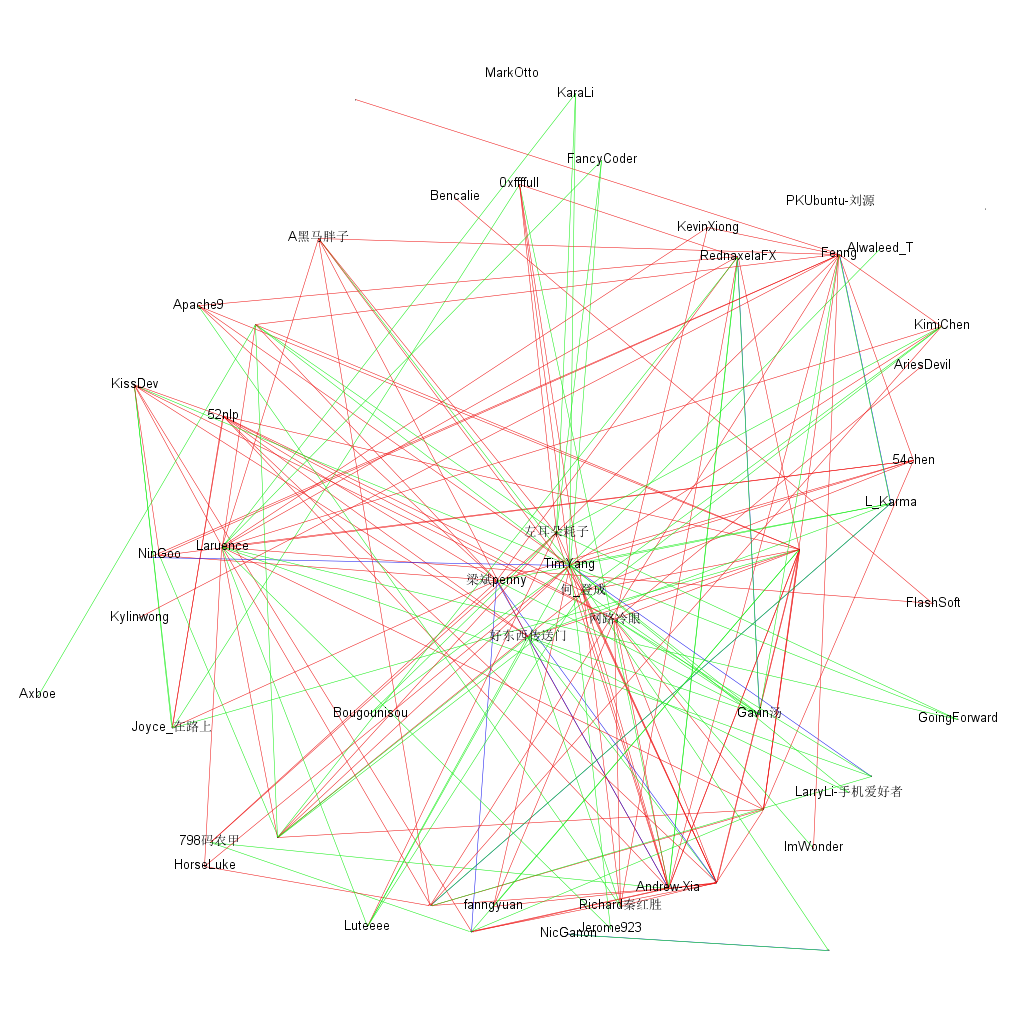 MarkOtto
KaraLi
FancyCoder
0xffffull
Bencalie
PKUbuntu-刘源
KevinXiong
A黑马胖子
Alwaleed_T
Fenng
RednaxelaFX
Apache9
KimiChen
AriesDevil
KissDev
52nlp
54chen
L_Karma
左耳朵耗子
Laruence
NinGoo
TimYang
梁斌penny
何_登成
FlashSoft
Kylinwong
网路冷眼
好东西传送门
Axboe
Bougounisou
Gavin汤
GoingForward
Joyce_在路上
LarryLi-手机爱好者
798码农甲
ImWonder
HorseLuke
Andrew-Xia
fanngyuan
Richard秦红胜
Luteeee
Jerome923
NicGanon